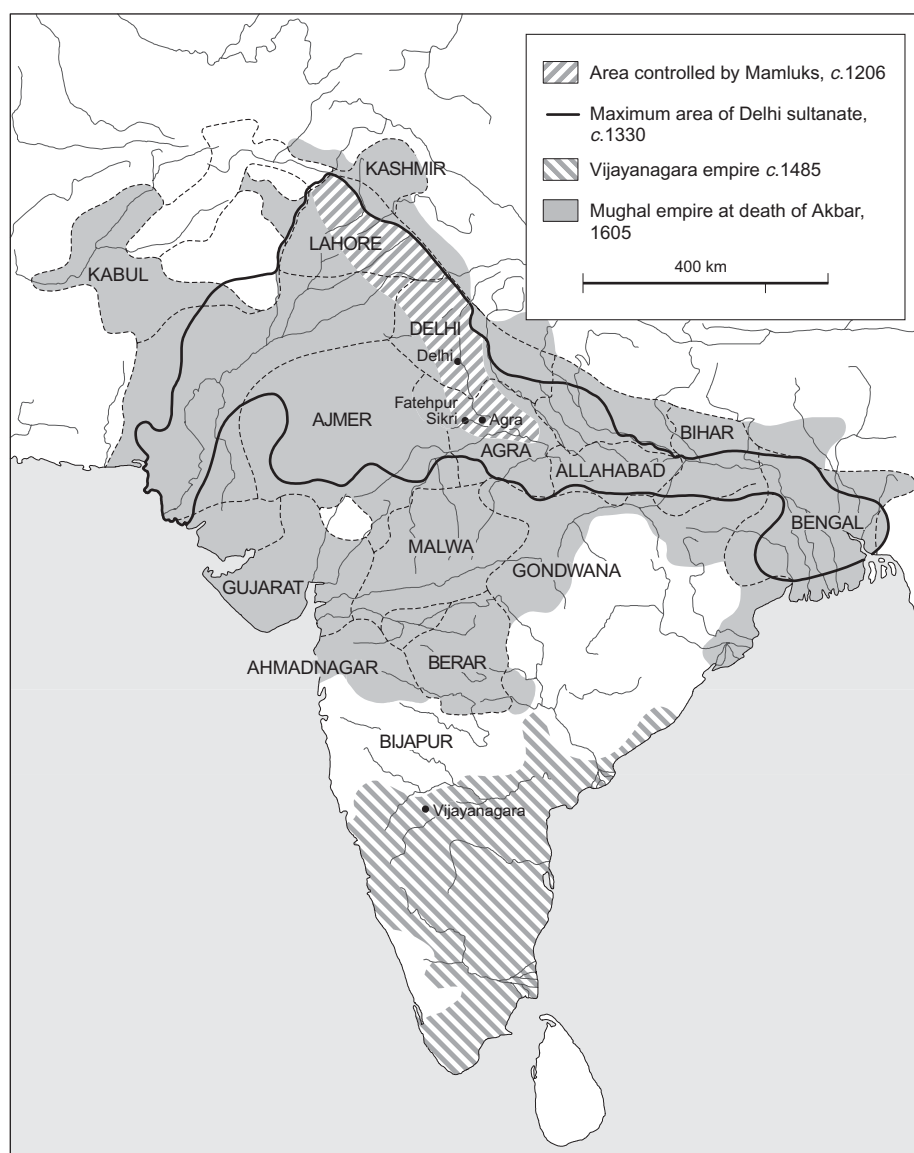 Area controlled by Mamluks, c.1206
Maximum area of Delhi sultanate,
c.1330
Vijayanagara empire c.1485
Mughal empire at death of Akbar,
1605
400 km
KASHMIR
LAHORE
KABUL
DELHI
Delhi
Fatehpur
Sikri
Agra
AJMER
AGRA
BIHAR
ALLAHABAD
BENGAL
MALWA
GONDWANA
GUJARAT
AHMADNAGAR
BERAR
BIJAPUR
Vijayanagara